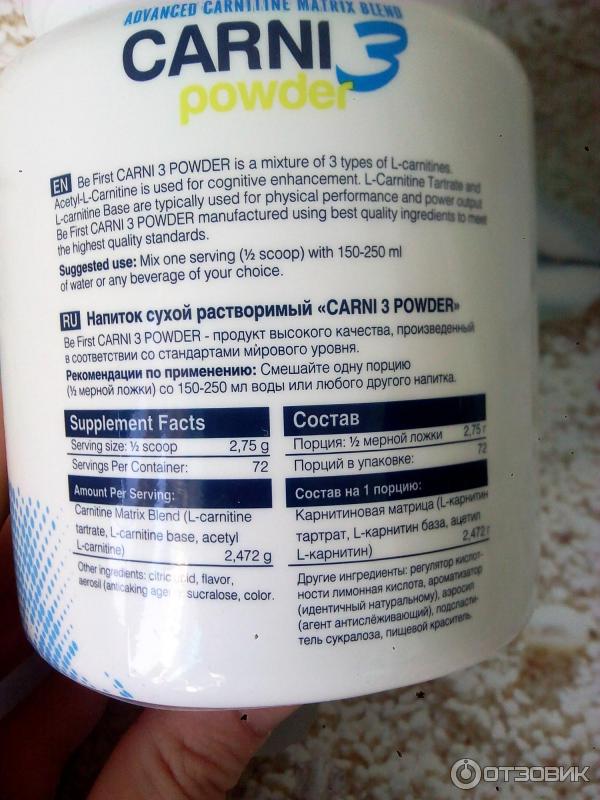 ADVANCED CARNITINE MATRIX BLEND
CARNI 3
powder
EN Be First CARNI 3 POWDER is a mixture of 3 types of L-carnitines.
Acetyl-L-Carnitine is used for cognitive enhancement. L-Carnitine Tartrate and
L-carnitine Base are typically used for physical performance and power output
Be First CARNI 3 POWDER manufactured using best quality ingredients to meet
the highest quality standards.
Suggested use: Mix one serving (½ scoop) with 150-250 ml
of water or any beverage of your choice.
RU Напиток сухой растворимый «CARNI 3 POWDER»
Be First CARNI 3 POWDER - продукт высокого качества, произведенный
в соответствии со стандартами мирового уровня.
Рекомендации по применению: Смешайте одну порцию
(½ мерной ложки) со 150-250 мл воды или любого другого напитка.
Supplement Facts
Serving size: ½ scoop 2,75 g
Servings Per Container: 72
Amount Per Serving:
Carnitine Matrix Blend (L-carnitine
tartrate, L-carnitine base, acetyl
L-carnitine) 2,472 g
Other ingredients: citric acid, flavor,
aerosil (anticaking agent), sucralose, color.
Состав
Порция: ½ мерной ложки 2,75 г
Порций в упаковке: 72
Состав на 1 порцию:
Карнитиновая матрица (L-карнитин
тартрат, L-карнитин база, ацетил
L-карнитин) 2,472 г
Другие ингредиенты: регулятор кислот-
ности лимонная кислота, ароматизатор
(идентичный натуральному), аэросил
(агент антислёживающий), подсласти-
тель сукралоза, пищевой краситель.
ОТЗОВИК